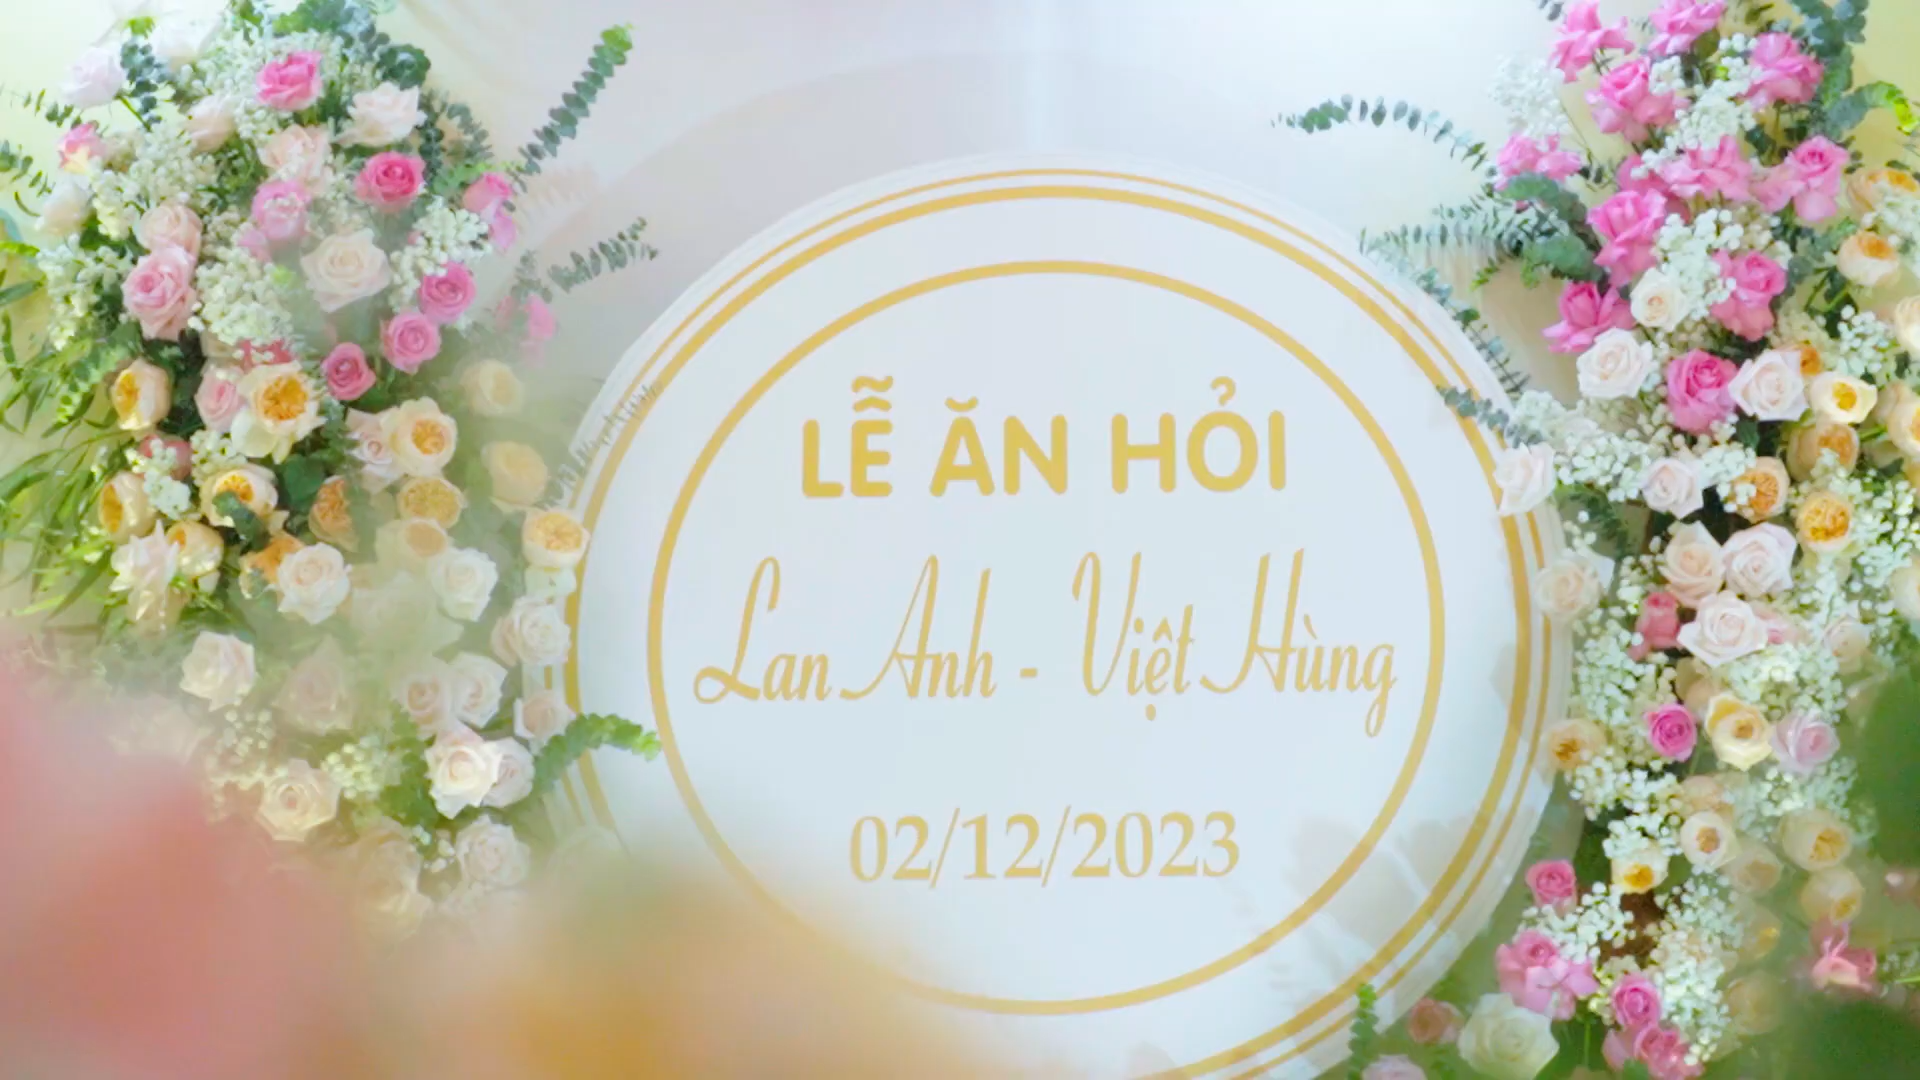 LỄ ĂN HỎI
Lan Anh - Việt Hùng
02/12/2023